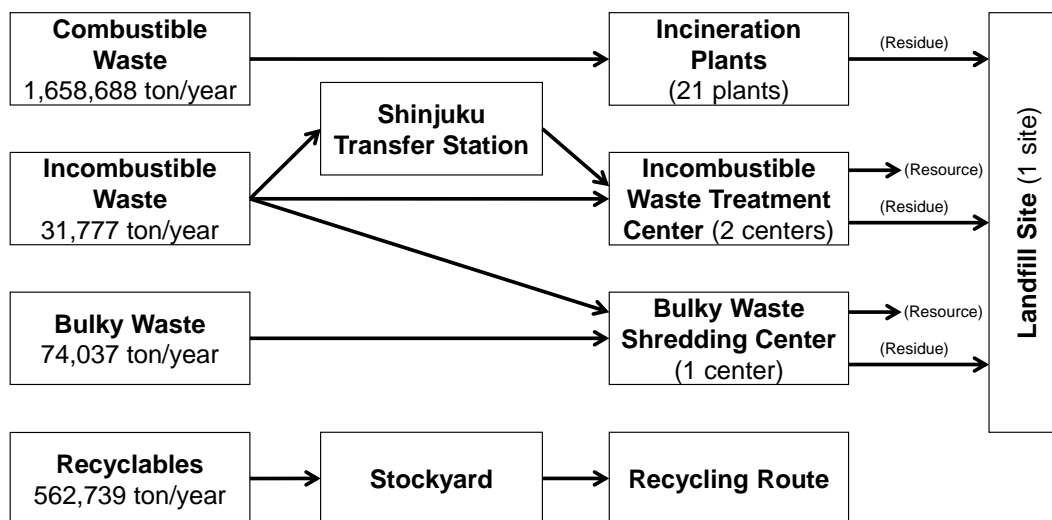 Combustible
Waste
1,658,688 ton/year
Incineration
Plants
(21 plants)
(Residue)
Shinjuku
Transfer Station
Incombustible
Waste
31,777 ton/year
Incombustible
Waste Treatment
Center (2 centers)
(Resource)
(Residue)
Bulky Waste
74,037 ton/year
Bulky Waste
Shredding Center
(1 center)
(Resource)
(Residue)
Landfill Site (1 site)
Recyclables
562,739 ton/year
Stockyard
Recycling Route